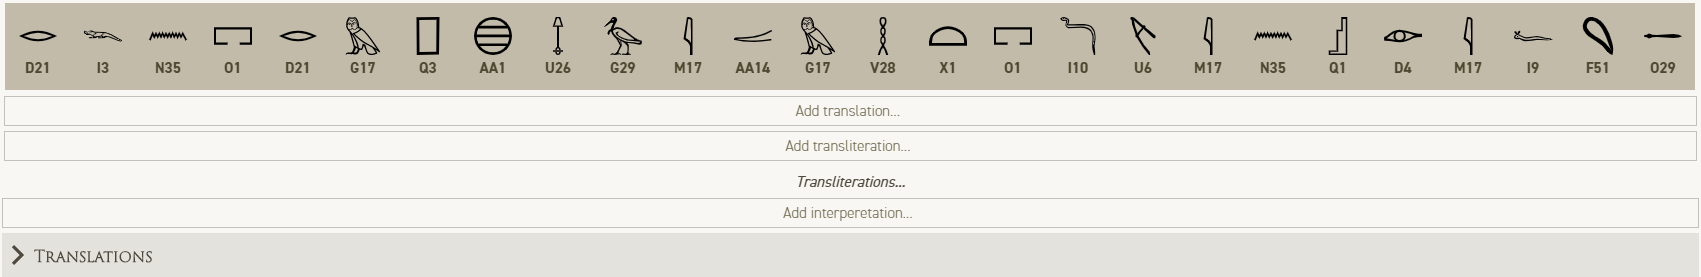 𓂋 𓆊 𓈖 𓉐 𓂋 𓅓 𓊪 𓐍 𓍋 𓅡 𓇋 𓐞 𓅓 𓎛 𓏏 𓉐 𓆓 𓌸 𓇋 𓈖 𓊨 𓁹 𓇋 𓆑 𓄹 𓉻
D21 I3 N35 O1 D21 G17 Q3 AA1 U26 G29 M17 AA14 G17 V28 X1 O1 I10 U6 M17 N35 Q1 D4 M17 I9 F51 O29
Add translation...
Add transliteration...
Transliterations...
Add interperetation...
Translations